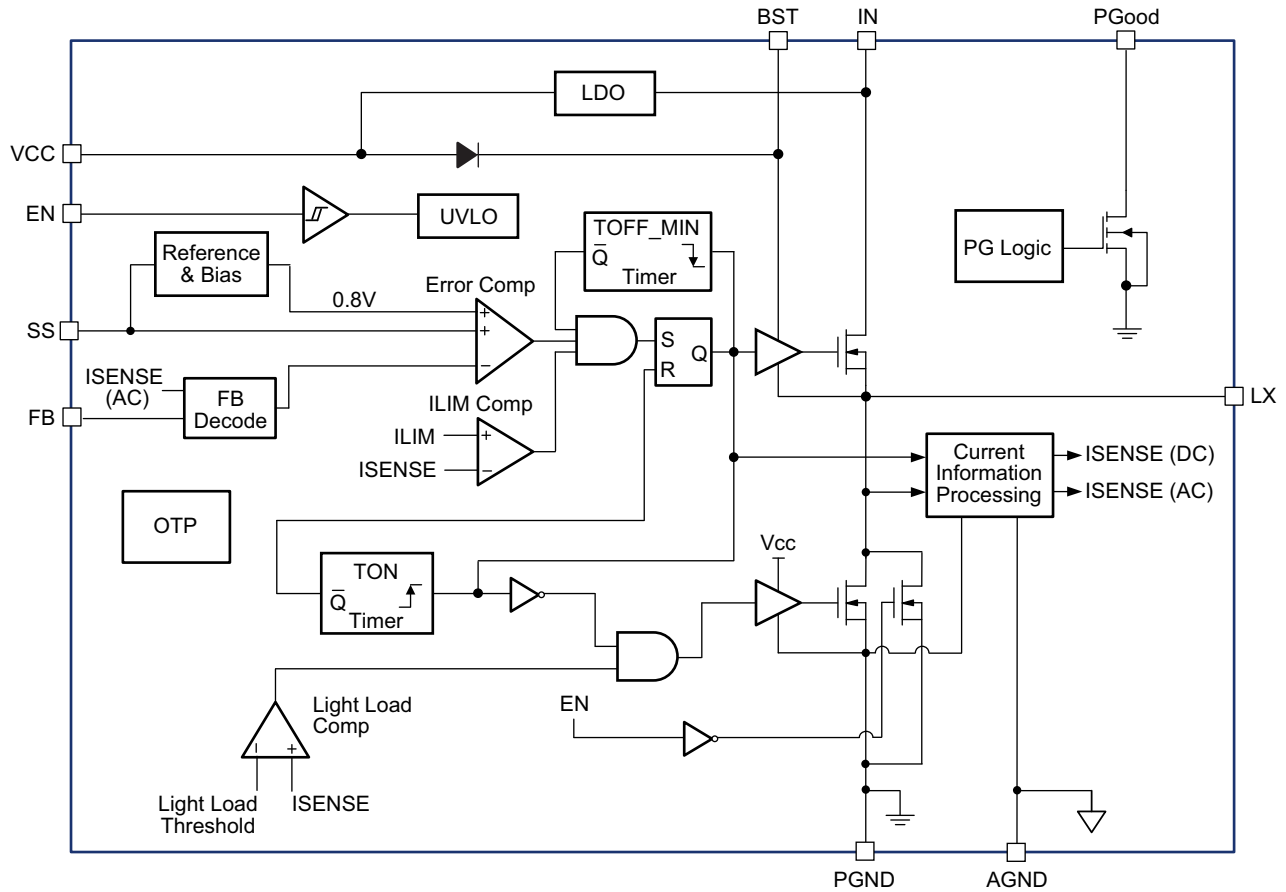 BST
IN
PGood
LDO
VCC
EN
UVLO
TOFF_MIN
Q̅
Timer
Reference
& Bias
PG Logic
Error Comp
0.8V
+
+
−
SS
S
R
Q
ISENSE
(AC)
FB
Decode
FB
LX
ILIM Comp
ILIM
+
ISENSE
−
Current
Information
Processing
ISENSE (DC)
ISENSE (AC)
OTP
Vcc
TON
Q̅
Timer
Light Load
Comp
EN
−
+
Light Load
Threshold
ISENSE
PGND
AGND